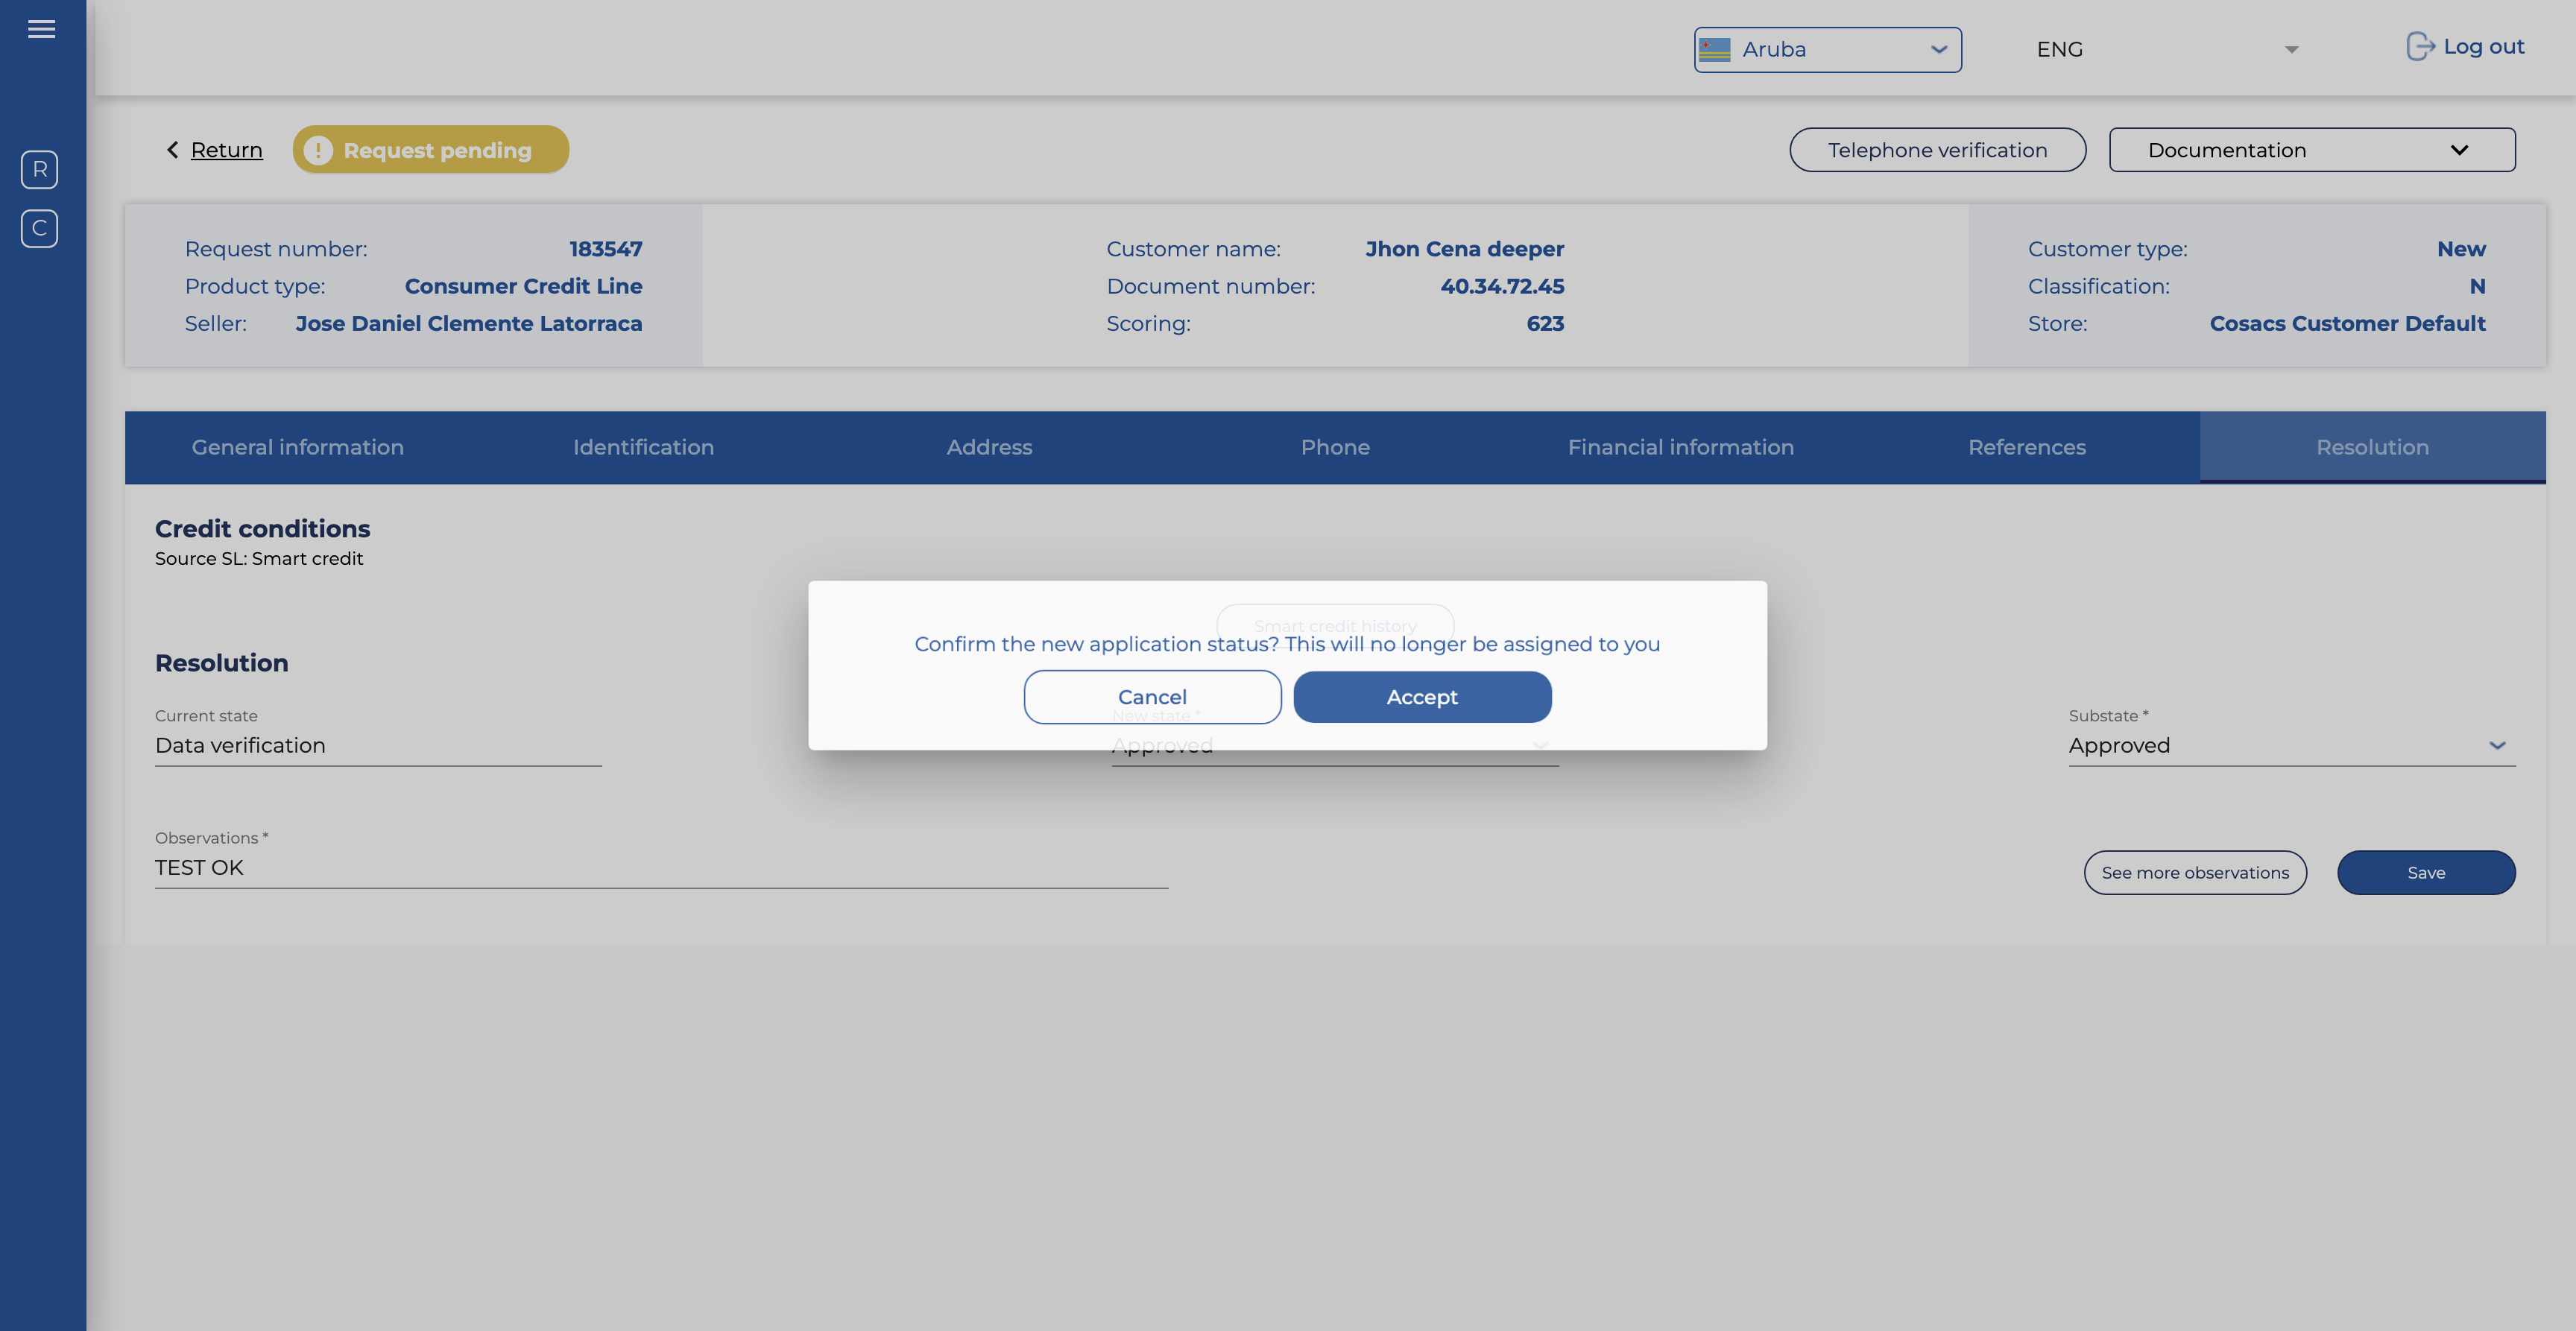 Aruba
ENG
Log out
R
C
Return
! Request pending
Telephone verification
Documentation
Request number: 183547
Product type: Consumer Credit Line
Seller: Jose Daniel Clemente Latorraca
Customer name: Jhon Cena deeper
Document number: 40.34.72.45
Scoring: 623
Customer type: New
Classification: N
Store: Cosacs Customer Default
General information
Identification
Address
Phone
Financial information
References
Resolution
Credit conditions
Source SL: Smart credit
Smart credit history
Confirm the new application status? This will no longer be assigned to you
Cancel
Accept
Resolution
Current state
Data verification
New state *
Approved
Substate *
Approved
Observations *
TEST OK
See more observations
Save